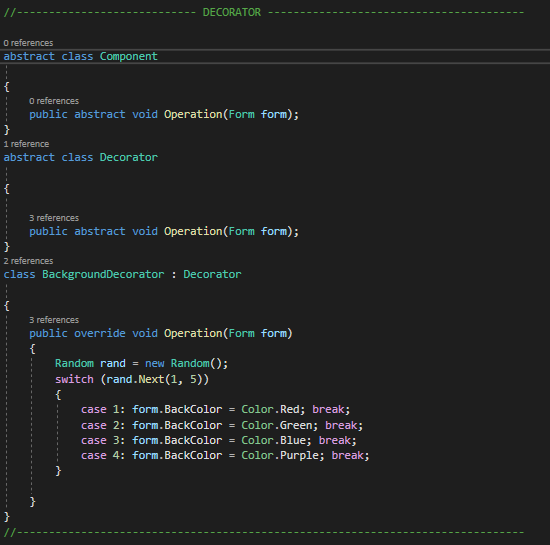 //---------------------------- DECORATOR ----------------------------------------
0 references
abstract class Component
{
0 references
public abstract void Operation(Form form);
}
1 reference
abstract class Decorator
{
3 references
public abstract void Operation(Form form);
}
2 references
class BackgroundDecorator : Decorator
{
3 references
public override void Operation(Form form)
{
Random rand = new Random();
switch (rand.Next(1, 5))
{
case 1: form.BackColor = Color.Red; break;
case 2: form.BackColor = Color.Green; break;
case 3: form.BackColor = Color.Blue; break;
case 4: form.BackColor = Color.Purple; break;
}
}
}
//-------------------------------------------------------------------------------